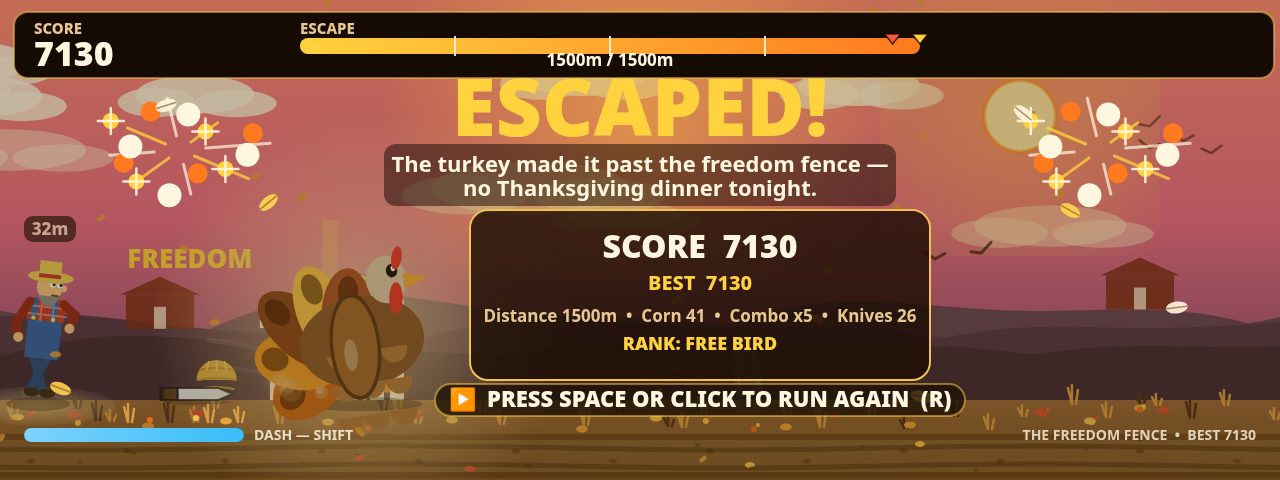 SCORE
7130
ESCAPE
1500m / 1500m
ESCAPED!
The turkey made it past the freedom fence —
no Thanksgiving dinner tonight.
32m
FREEDOM
SCORE 7130
BEST 7130
Distance 1500m • Corn 41 • Combo x5 • Knives 26
RANK: FREE BIRD
PRESS SPACE OR CLICK TO RUN AGAIN (R)
DASH — SHIFT
THE FREEDOM FENCE • BEST 7130